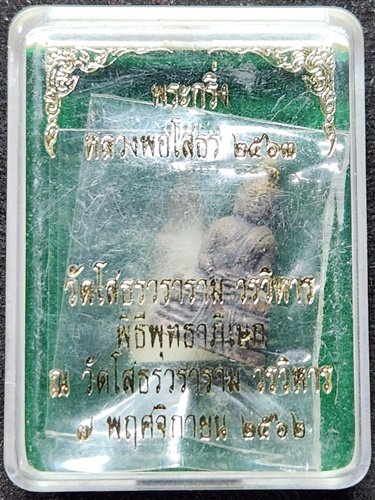 พระกริ่ง
หลวงพ่อโสธร ๒๕๖๓
วัดโสธรวรารามวรวิหาร
พิธีพุทธาภิเษก
ณ วัดโสธรวรารามวรวิหาร
๗ พฤศจิกายน ๒๕๖๒